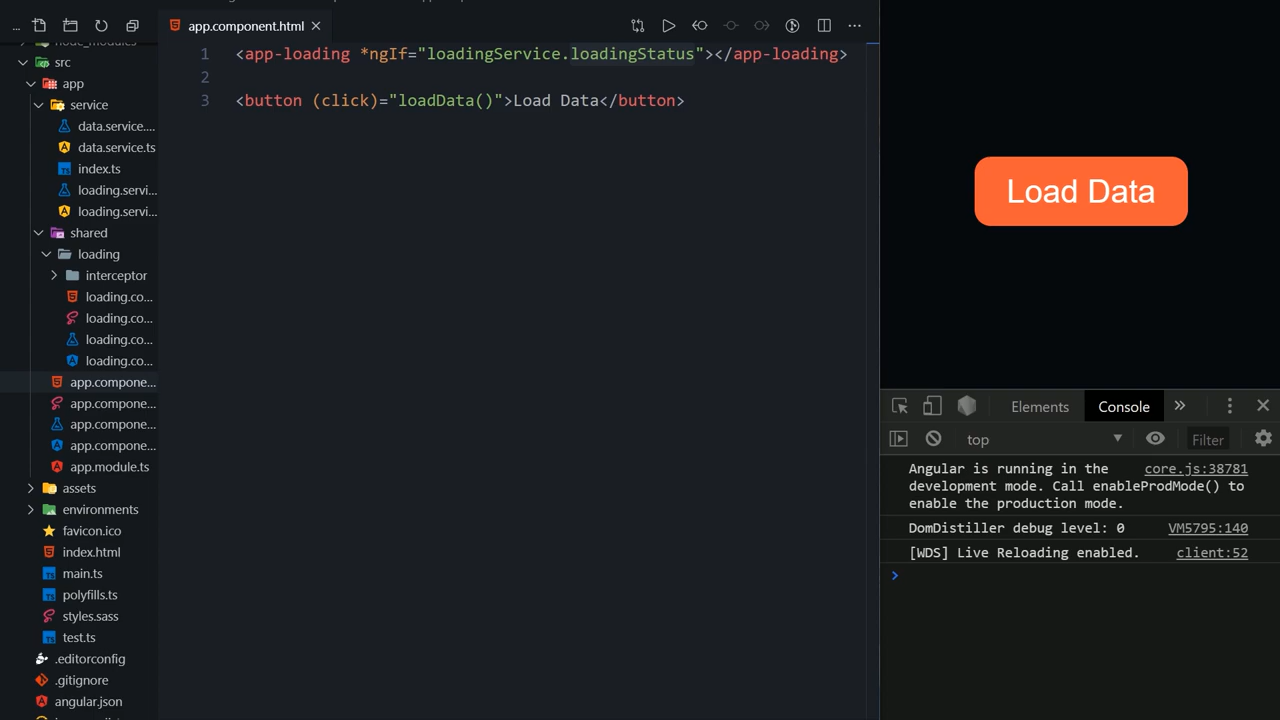 ...
app.component.html
node_modules
src
app
service
data.service....
data.service.ts
index.ts
loading.servi...
loading.servi...
shared
loading
interceptor
loading.co...
loading.co...
loading.co...
loading.co...
app.compone...
app.compone...
app.compone...
app.compone...
app.module.ts
assets
environments
favicon.ico
index.html
main.ts
polyfills.ts
styles.sass
test.ts
.editorconfig
.gitignore
angular.json
1 <app-loading *ngIf="loadingService.loadingStatus"></app-loading>
2
3 <button (click)="loadData()">Load Data</button>
Load Data
Elements Console »
top Filter
Angular is running in the core.js:38781
development mode. Call enableProdMode() to
enable the production mode.
DomDistiller debug level: 0 VM5795:140
[WDS] Live Reloading enabled. client:52